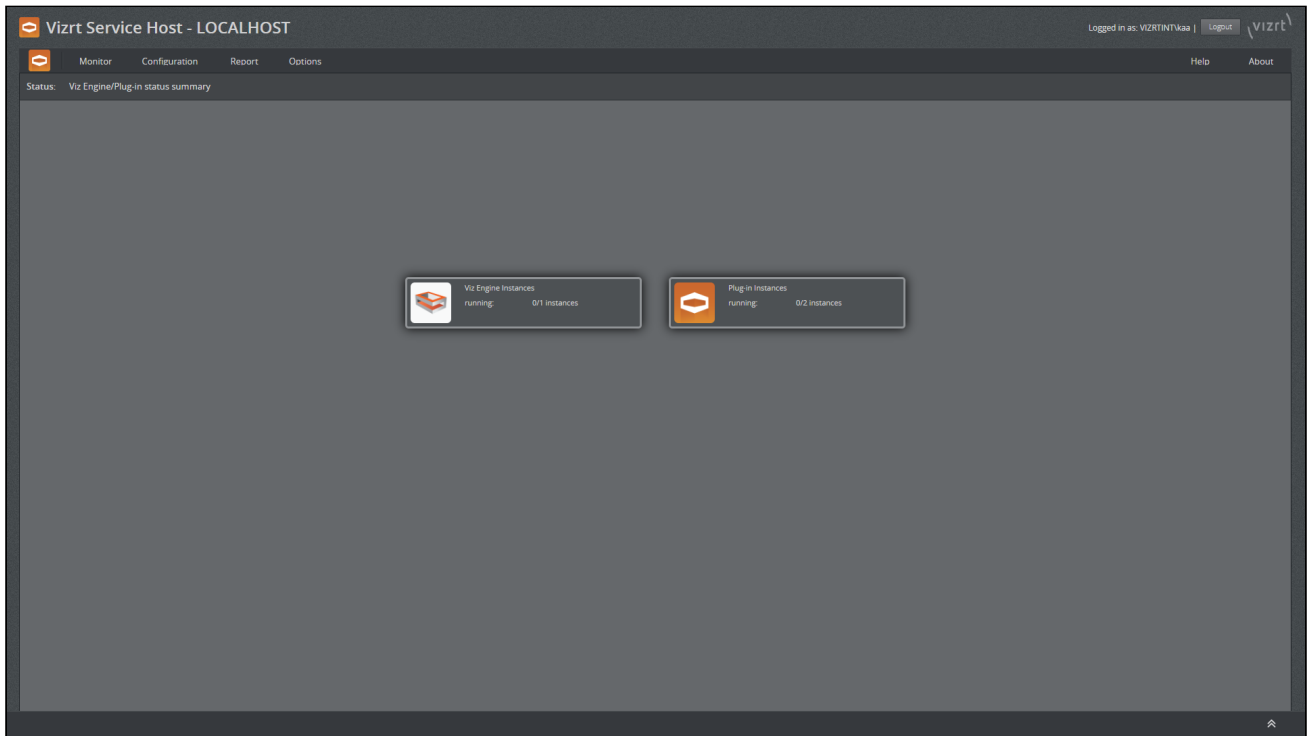 Vizrt Service Host - LOCALHOST
Logged in as: VIZRTINT\kaa | Logout vizrt
Monitor Configuration Report Options Help About
Status: Viz Engine/Plug-in status summary
Viz Engine Instances
running: 0/1 instances
Plug-in Instances
running: 0/2 instances